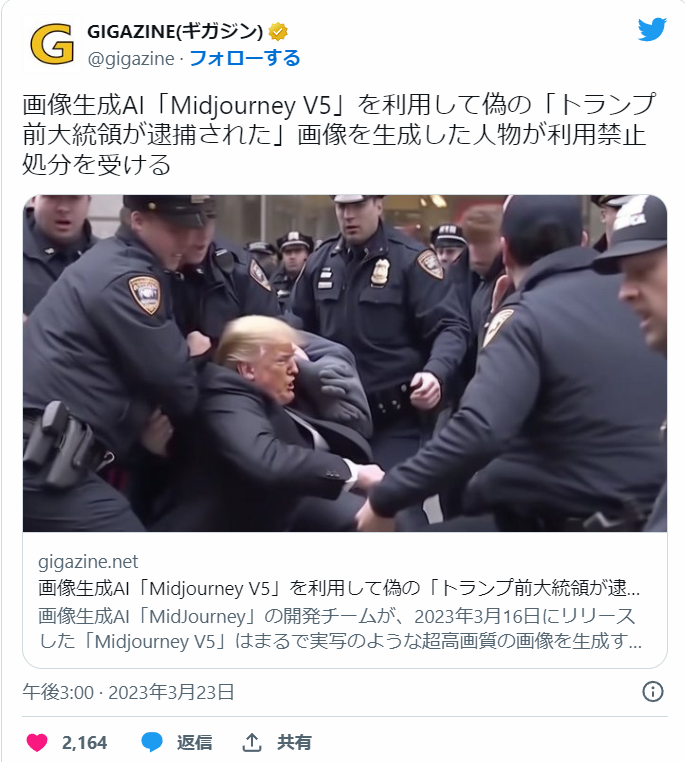 GIGAZINE(ギガジン)
@gigazine · フォローする
画像生成AI「Midjourney V5」を利用して偽の「トランプ
前大統領が逮捕された」画像を生成した人物が利用禁止
処分を受ける
gigazine.net
画像生成AI「Midjourney V5」を利用して偽の「トランプ前大統領が逮...
画像生成AI「MidJourney」の開発チームが、2023年3月16日にリリース
した「Midjourney V5」はまるで実写のような超高画質の画像を生成す...
午後3:00 · 2023年3月23日
2,164 返信 共有